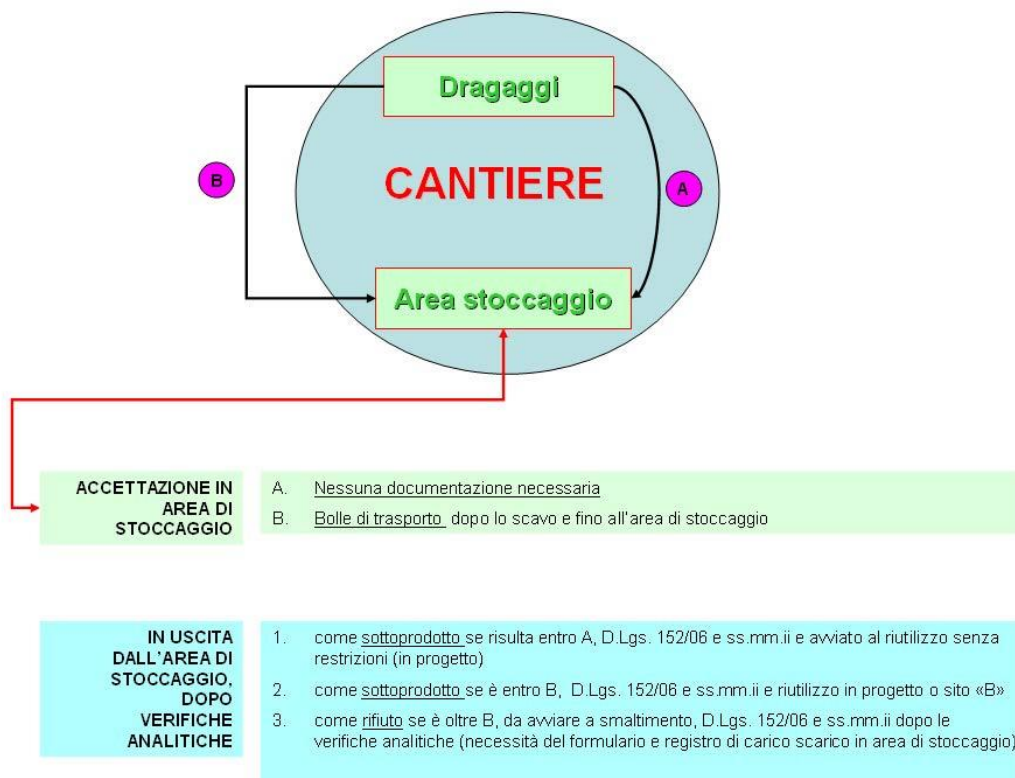 Dragaggi
B
CANTIERE
A
Area stoccaggio
ACCETTAZIONE IN
AREA DI
STOCCAGGIO
A. Nessuna documentazione necessaria
B. Bolle di trasporto dopo lo scavo e fino all'area di stoccaggio
IN USCITA
DALL'AREA DI
STOCCAGGIO,
DOPO
VERIFICHE
ANALITICHE
1. come sottoprodotto se risulta entro A, D.Lgs. 152/06 e ss.mm.ii e avviato al riutilizzo senza
restrizioni (in progetto)
2. come sottoprodotto se è entro B, D.Lgs. 152/06 e ss.mm.ii e riutilizzo in progetto o sito «B»
3. come rifiuto se è oltre B, da avviare a smaltimento, D.Lgs. 152/06 e ss.mm.ii dopo le
verifiche analitiche (necessità del formulario e registro di carico scarico in area di stoccaggio)